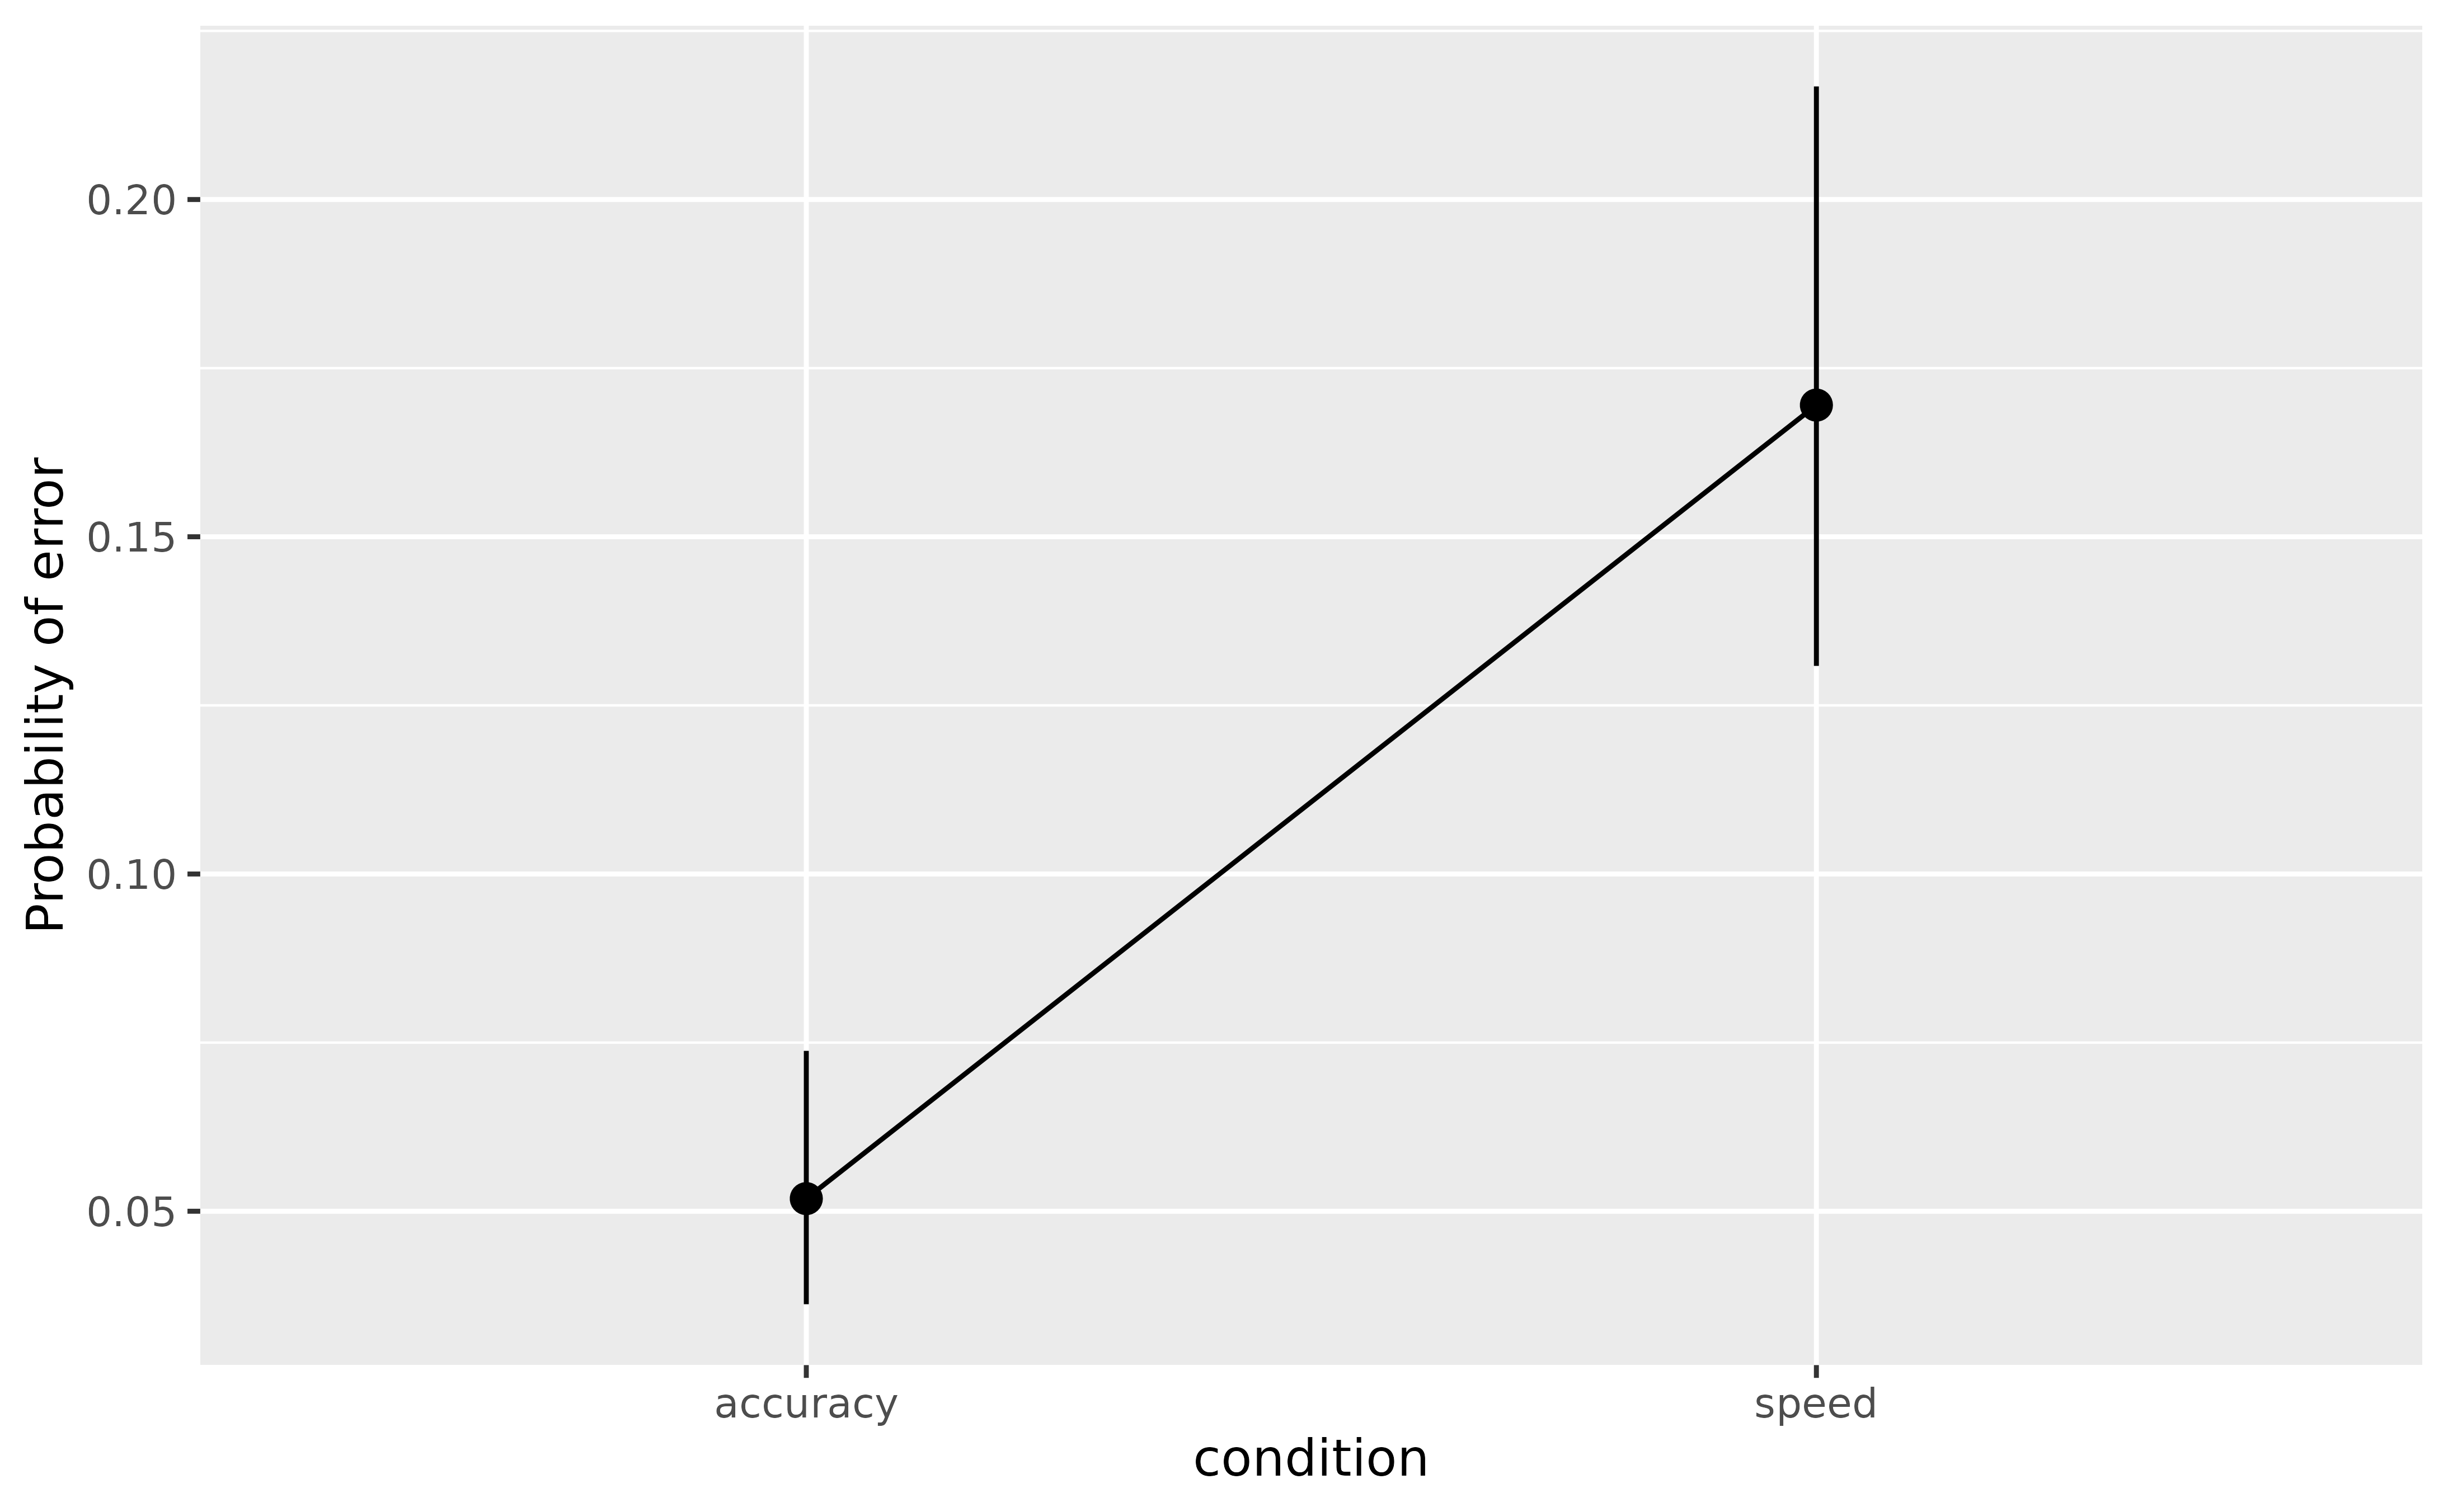 Probability of error
0.20
0.15
0.10
0.05
accuracy speed
condition